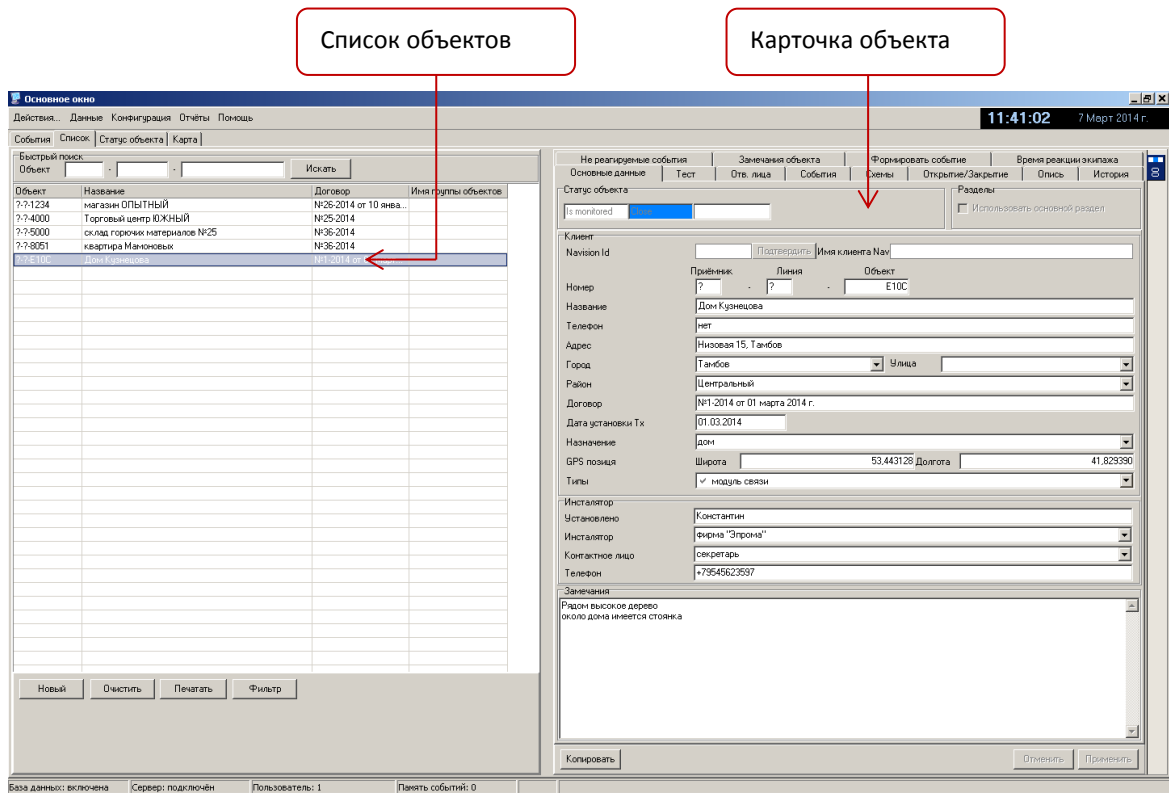 Список объектов
Карточка объекта
Основное окно
Действия... Данные Конфигурация Отчёты Помощь
11:41:02 7 Март 2014 г.
События Список Статус объекта Карта
Быстрый поиск
Объект - - Искать
Объект Название Договор Имя группы объектов
?-?-1234 магазин ОПЫТНЫЙ №26-2014 от 10 янва...
?-?-4000 Торговый центр ЮЖНЫЙ №25-2014
?-?-5000 склад горючих материалов №25 №36-2014
?-?-8051 квартира Мамоновых №36-2014
?-?-E10C Дом Кузнецова №1-2014 от
Новый Очистить Печатать Фильтр
Не реагируемые события Замечания объекта Формировать событие Время реакции экипажа
Основные данные Тест Отв. лица События Схемы Открытие/Закрытие Опись История
Статус объекта
Is monitored Close
Разделы
Использовать основной раздел
Клиент
Navision Id Подтвердить Имя клиента Nav
Приёмник Линия Объект
Номер ? - ? - E10C
Название Дом Кузнецова
Телефон нет
Адрес Низовая 15, Тамбов
Город Тамбов Улица
Район Центральный
Договор №1-2014 от 01 марта 2014 г.
Дата установки Тх 01.03.2014
Назначение дом
GPS позиця Широта 53,443128 Долгота 41,829390
Типы модуль связи
Инсталятор
Установлено Константин
Инсталятор фирма "Эпрома"
Контактное лицо секретарь
Телефон +79545623597
Замечания
Рядом высокое дерево
около дома имеется стоянка
Копировать Отменить Применить
База данных: включена Сервер: подключён Пользователь: 1 Память событий: 0